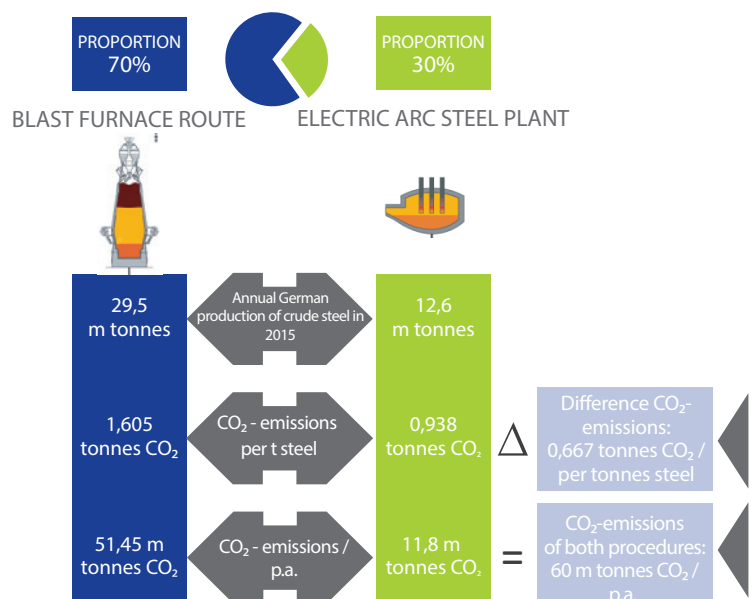 PROPORTION
70%
PROPORTION
30%
BLAST FURNACE ROUTE
ELECTRIC ARC STEEL PLANT
29,5
m tonnes
Annual German
production of crude steel in
2015
12,6
m tonnes
1,605
tonnes CO₂
CO₂ - emissions
per t steel
0,938
tonnes CO₂
Δ
Difference CO₂-
emissions:
0,667 tonnes CO₂ /
per tonnes steel
51,45 m
tonnes CO₂
CO₂ - emissions /
p.a.
11,8 m
tonnes CO₂
=
CO₂-emissions
of both procedures:
60 m tonnes CO₂ /
p.a.